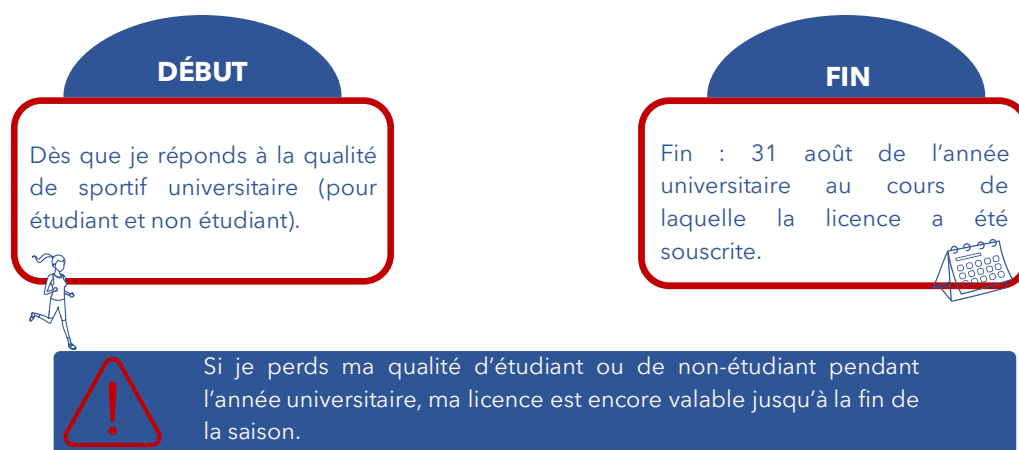 DÉBUT
Dès que je réponds à la qualité
de sportif universitaire (pour
étudiant et non étudiant).
FIN
Fin : 31 août de l’année
universitaire au cours de
laquelle la licence a été
souscrite.
Si je perds ma qualité d’étudiant ou de non-étudiant pendant
l’année universitaire, ma licence est encore valable jusqu’à la fin de
la saison.